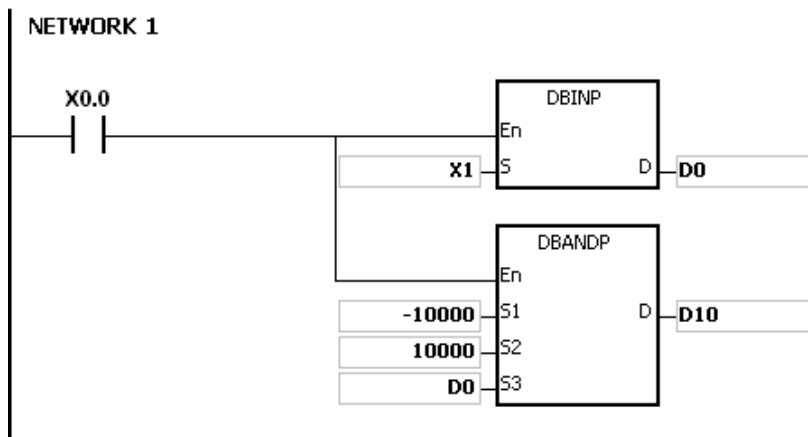 NETWORK 1
X0.0
DBINP
En
X1 S D D0
DBANDP
En
-10000 S1 D D10
10000 S2
D0 S3